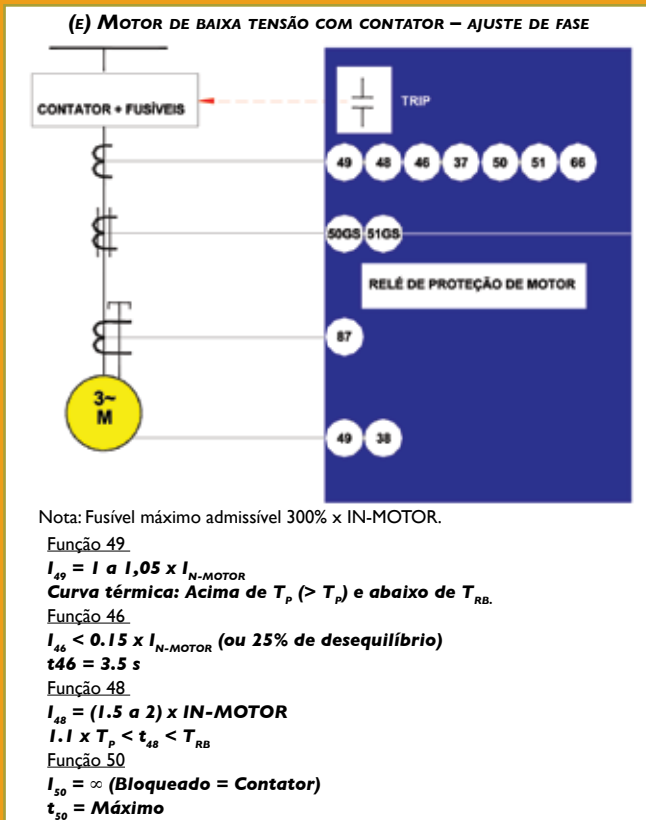 (E) MOTOR DE BAIXA TENSÃO COM CONTATOR – AJUSTE DE FASE
CONTATOR + FUSÍVEIS
TRIP
49 48 46 37 50 51 66
50GS 51GS
RELÉ DE PROTEÇÃO DE MOTOR
87
3~
M
49 38
Nota: Fusível máximo admissível 300% x IN-MOTOR.
Função 49
I49 = 1 a 1,05 x IN-MOTOR
Curva térmica: Acima de TP (> TP) e abaixo de TRB.
Função 46
I46 < 0.15 x IN-MOTOR (ou 25% de desequilíbrio)
t46 = 3.5 s
Função 48
I48 = (1.5 a 2) x IN-MOTOR
1.1 x TP < t48 < TRB
Função 50
I50 = ∞ (Bloqueado = Contator)
t50 = Máximo